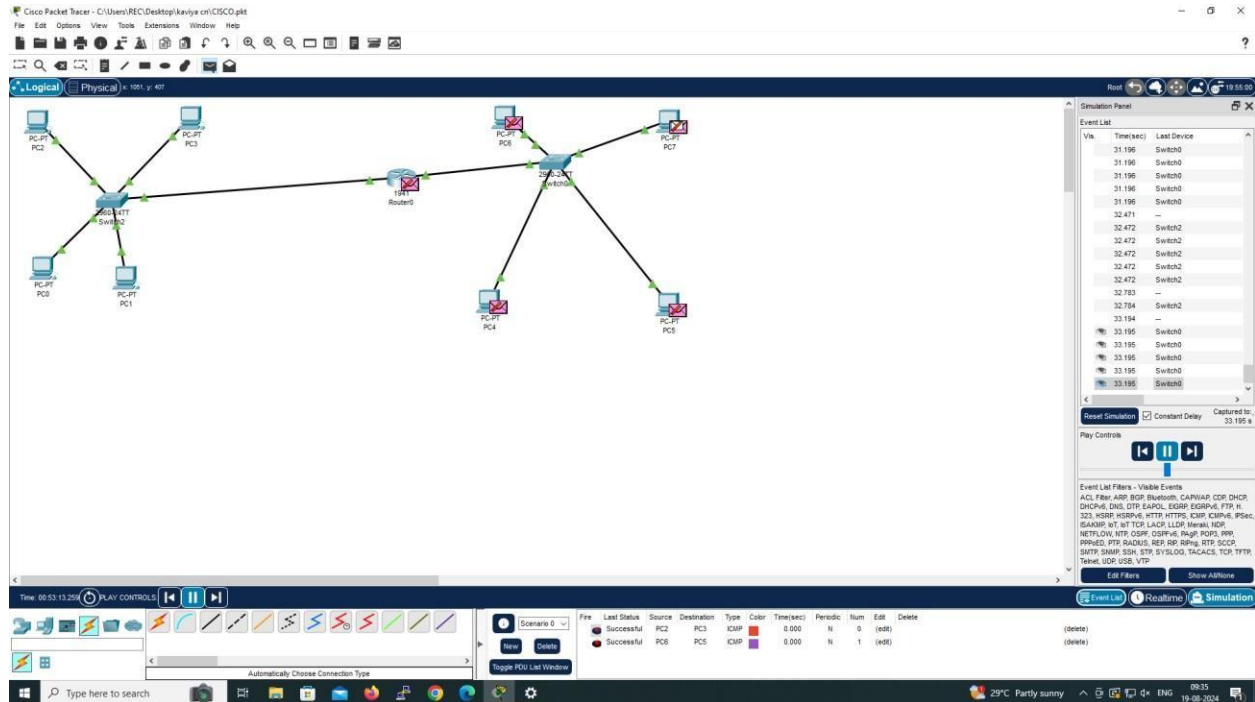 Cisco Packet Tracer - C:\Users\REC\Desktop\kaviya cn\CISCO.pkt
File Edit Options View Tools Extensions Window Help
?
Logical Physical x: 1051, y: 407 Root 19:55:00
PC-PT
PC2
PC-PT
PC3
2960-24TT
Switch2
PC-PT
PC0
PC-PT
PC1
1941
Router0
PC-PT
PC6
PC-PT
PC7
2960-24TT
Switch0
PC-PT
PC4
PC-PT
PC5
Simulation Panel
Event List
Vis. Time(sec) Last Device
31.196 Switch0
31.196 Switch0
31.196 Switch0
31.196 Switch0
31.196 Switch0
32.471 --
32.472 Switch2
32.472 Switch2
32.472 Switch2
32.472 Switch2
32.472 Switch2
32.783 --
32.784 Switch2
33.194 --
33.195 Switch0
33.195 Switch0
33.195 Switch0
33.195 Switch0
33.195 Switch0
Reset Simulation Constant Delay Captured to:
33.195 s
Play Controls
Event List Filters - Visible Events
ACL Filter, ARP, BGP, Bluetooth, CAPWAP, CDP, DHCP,
DHCPv6, DNS, DTP, EAPOL, EIGRP, EIGRPv6, FTP, H.
323, HSRP, HSRPv6, HTTP, HTTPS, ICMP, ICMPv6, IPSec,
ISAKMP, IoT, IoT TCP, LACP, LLDP, Meraki, NDP,
NETFLOW, NTP, OSPF, OSPFv6, PAgP, POP3, PPP,
PPPoED, PTP, RADIUS, REP, RIP, RIPng, RTP, SCCP,
SMTP, SNMP, SSH, STP, SYSLOG, TACACS, TCP, TFTP,
Telnet, UDP, USB, VTP
Edit Filters Show All/None
Time: 00:53:13.259 PLAY CONTROLS: Event List Realtime Simulation
Scenario 0
New Delete
Toggle PDU List Window
Fire Last Status Source Destination Type Color Time(sec) Periodic Num Edit Delete
Successful PC2 PC3 ICMP 0.000 N 0 (edit) (delete)
Successful PC6 PC5 ICMP 0.000 N 1 (edit) (delete)
Automatically Choose Connection Type
Type here to search
29°C Partly sunny ENG 09:35
19-08-2024